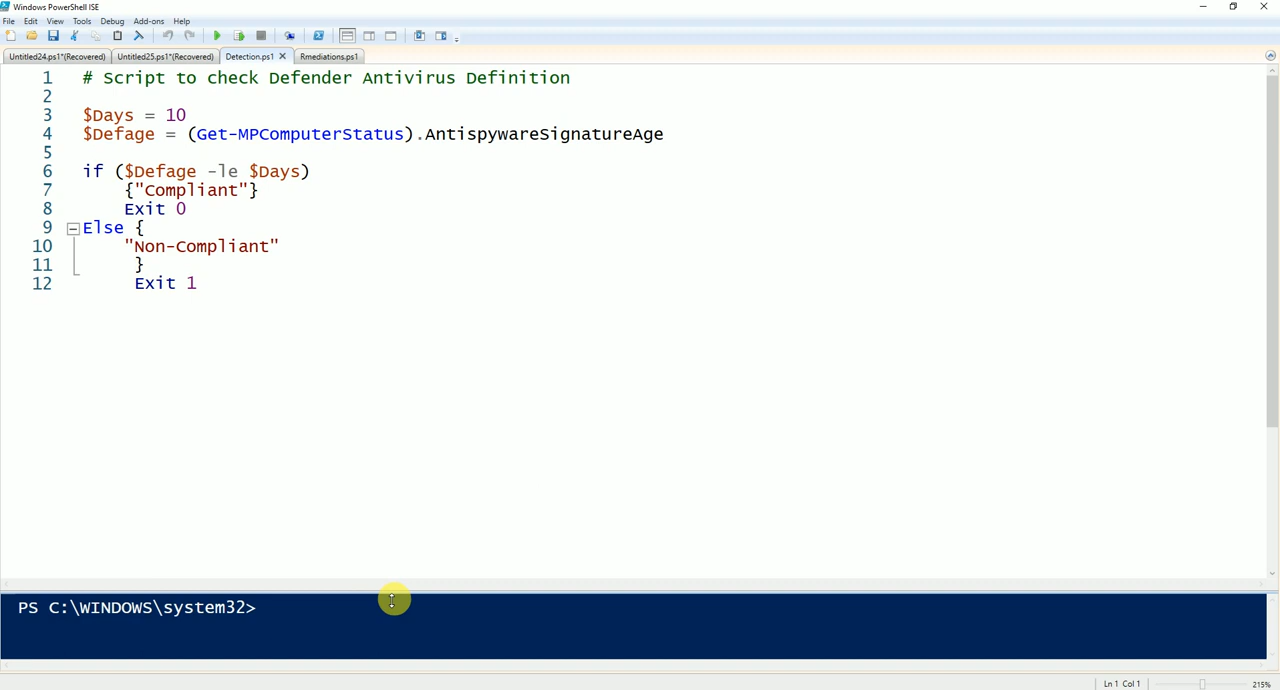 Windows PowerShell ISE
File Edit View Tools Debug Add-ons Help
Untitled24.ps1*(Recovered) Untitled25.ps1*(Recovered) Detection.ps1 Rmediations.ps1
1 # Script to check Defender Antivirus Definition
2
3 $Days = 10
4 $Defage = (Get-MPComputerStatus).AntispywareSignatureAge
5
6 if ($Defage -le $Days)
7 {"Compliant"}
8 Exit 0
9 Else {
10 "Non-Compliant"
11 }
12 Exit 1
PS C:\WINDOWS\system32>
Ln 1 Col 1 215%